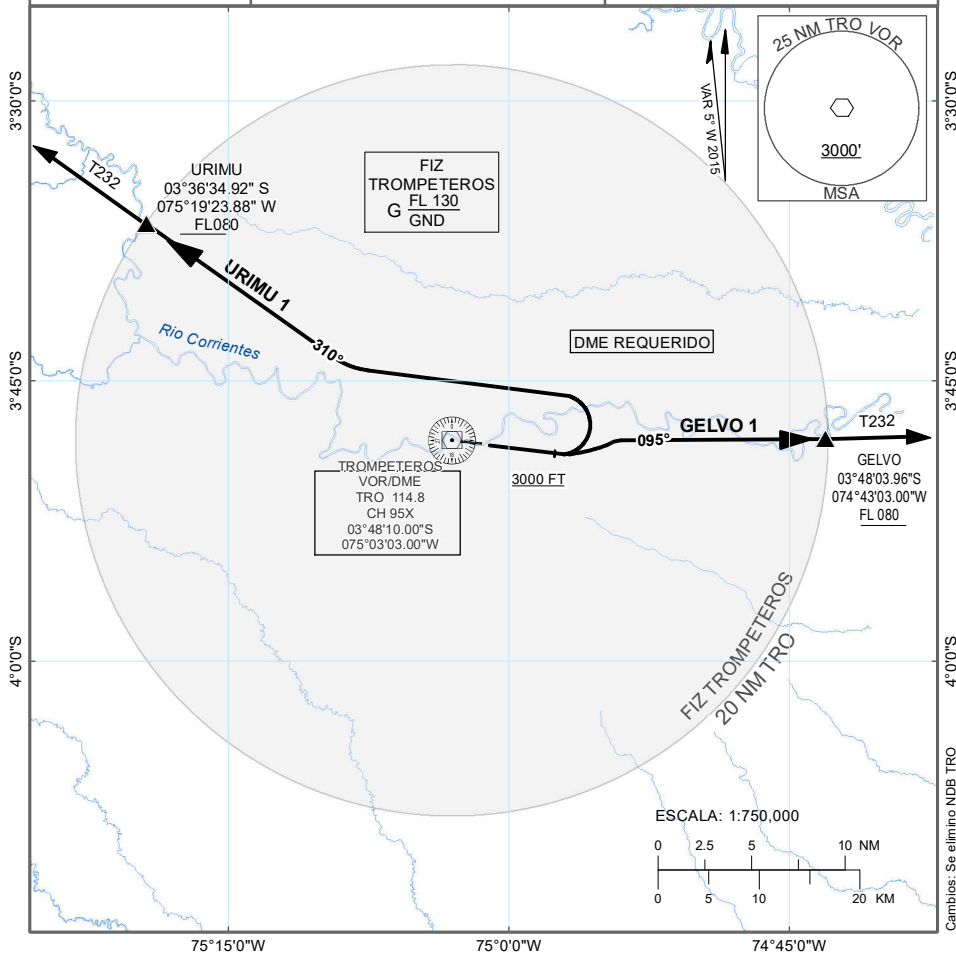 25 NM TRO VOR
3000'
MSA
VAR 5° W 2015
3°30'0"S
3°30'0"S
T232
URIMU
03°36'34.92" S
075°19'23.88" W
FL080
FIZ
TROMPETEROS
G FL 130
GND
URIMU 1
310°
Rio Corrientes
DME REQUERIDO
3°45'0"S
3°45'0"S
GELVO 1
095°
T232
3000 FT
GELVO
03°48'03.96"S
074°43'03.00"W
FL 080
TROMPETEROS
VOR/DME
TRO 114.8
CH 95X
03°48'10.00"S
075°03'03.00"W
4°0'0"S
4°0'0"S
FIZ TROMPETEROS
20 NM TRO
ESCALA: 1:750,000
0 2.5 5 10 NM
0 5 10 20 KM
Cambios: Se elimino NDB TRO
75°15'0"W
75°0'0"W
74°45'0"W